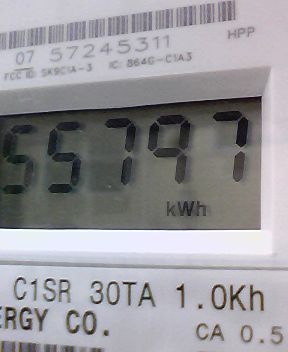 07 57245311
HPP
FCC ID: SK9C1A-3 IC: 864G-C1A3
55797
kWh
C1SR 30TA 1.0Kh
ERGY CO.
CA 0.5